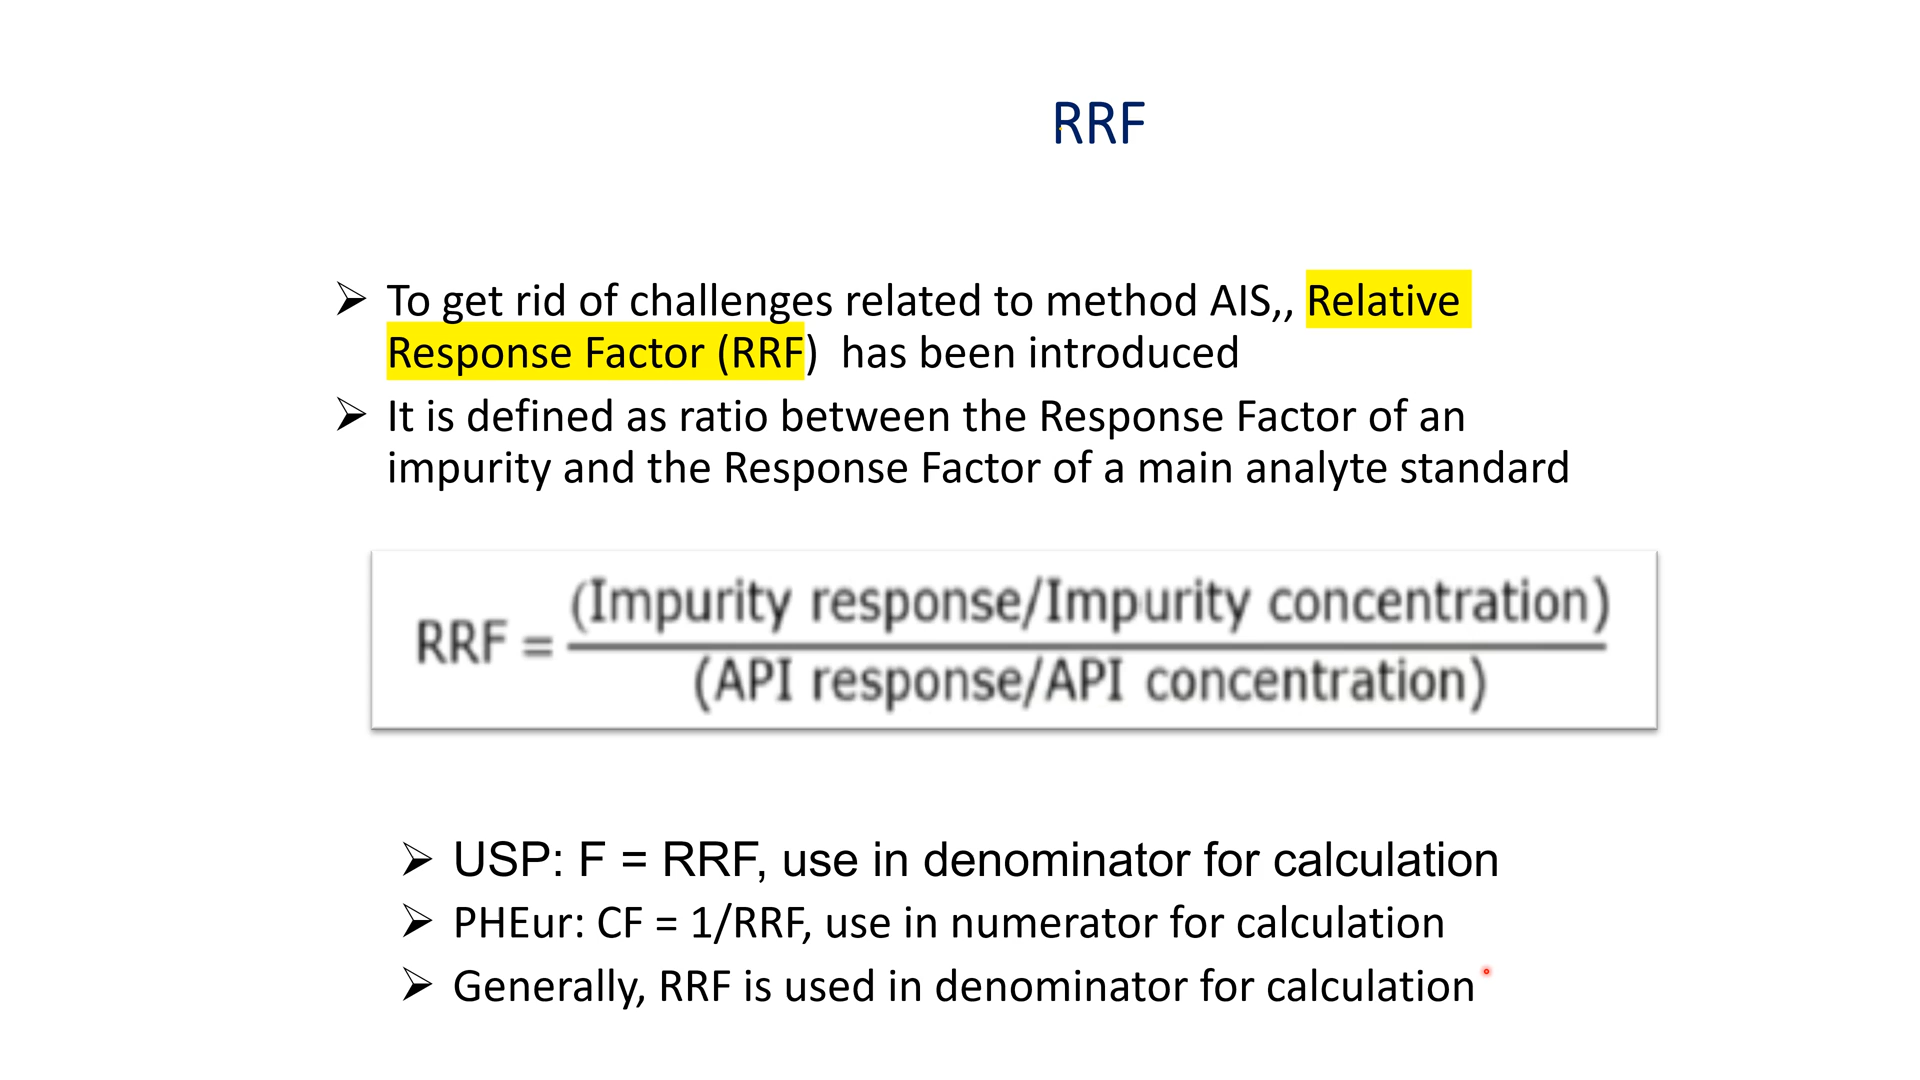 RRF
➢ To get rid of challenges related to method AIS,, Relative
Response Factor (RRF) has been introduced
➢ It is defined as ratio between the Response Factor of an
impurity and the Response Factor of a main analyte standard
RRF = (Impurity response/Impurity concentration)
(API response/API concentration)
➢ USP: F = RRF, use in denominator for calculation
➢ PHEur: CF = 1/RRF, use in numerator for calculation
➢ Generally, RRF is used in denominator for calculation